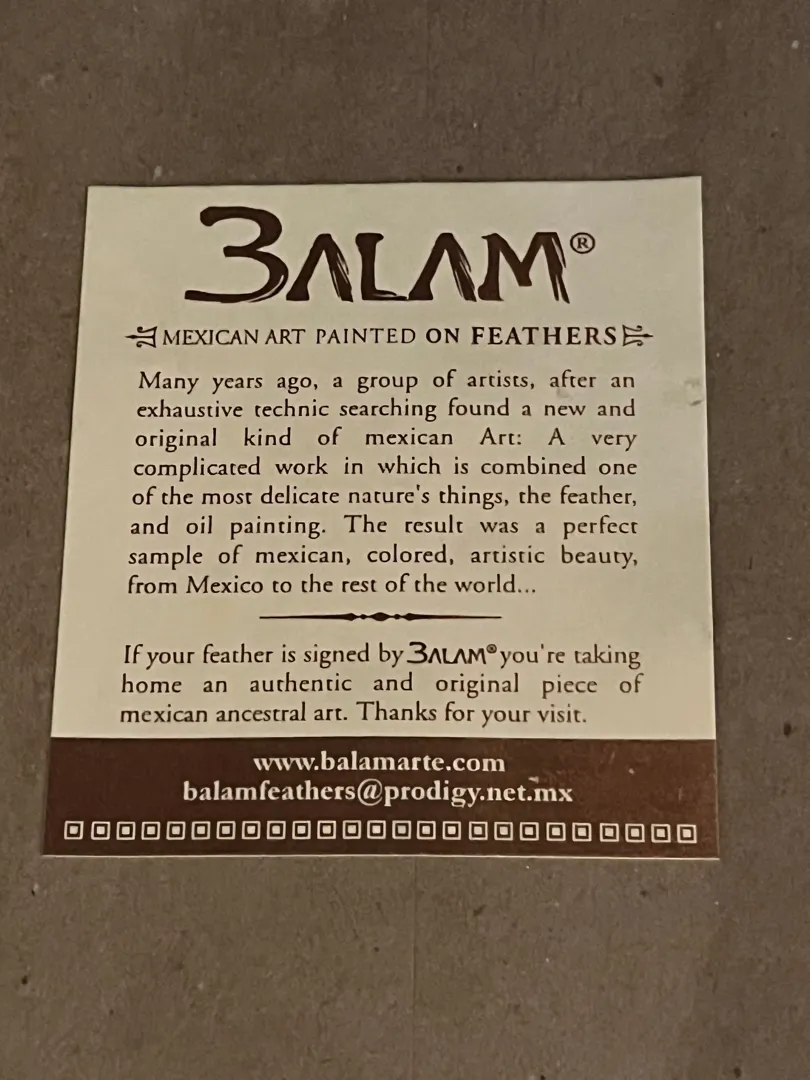 BALAM®
MEXICAN ART PAINTED ON FEATHERS
Many years ago, a group of artists, after an
exhaustive technic searching found a new and
original kind of mexican Art: A very
complicated work in which is combined one
of the most delicate nature's things, the feather,
and oil painting. The result was a perfect
sample of mexican, colored, artistic beauty,
from Mexico to the rest of the world...
If your feather is signed by BALAM® you're taking
home an authentic and original piece of
mexican ancestral art. Thanks for your visit.
www.balamarte.com
balamfeathers@prodigy.net.mx